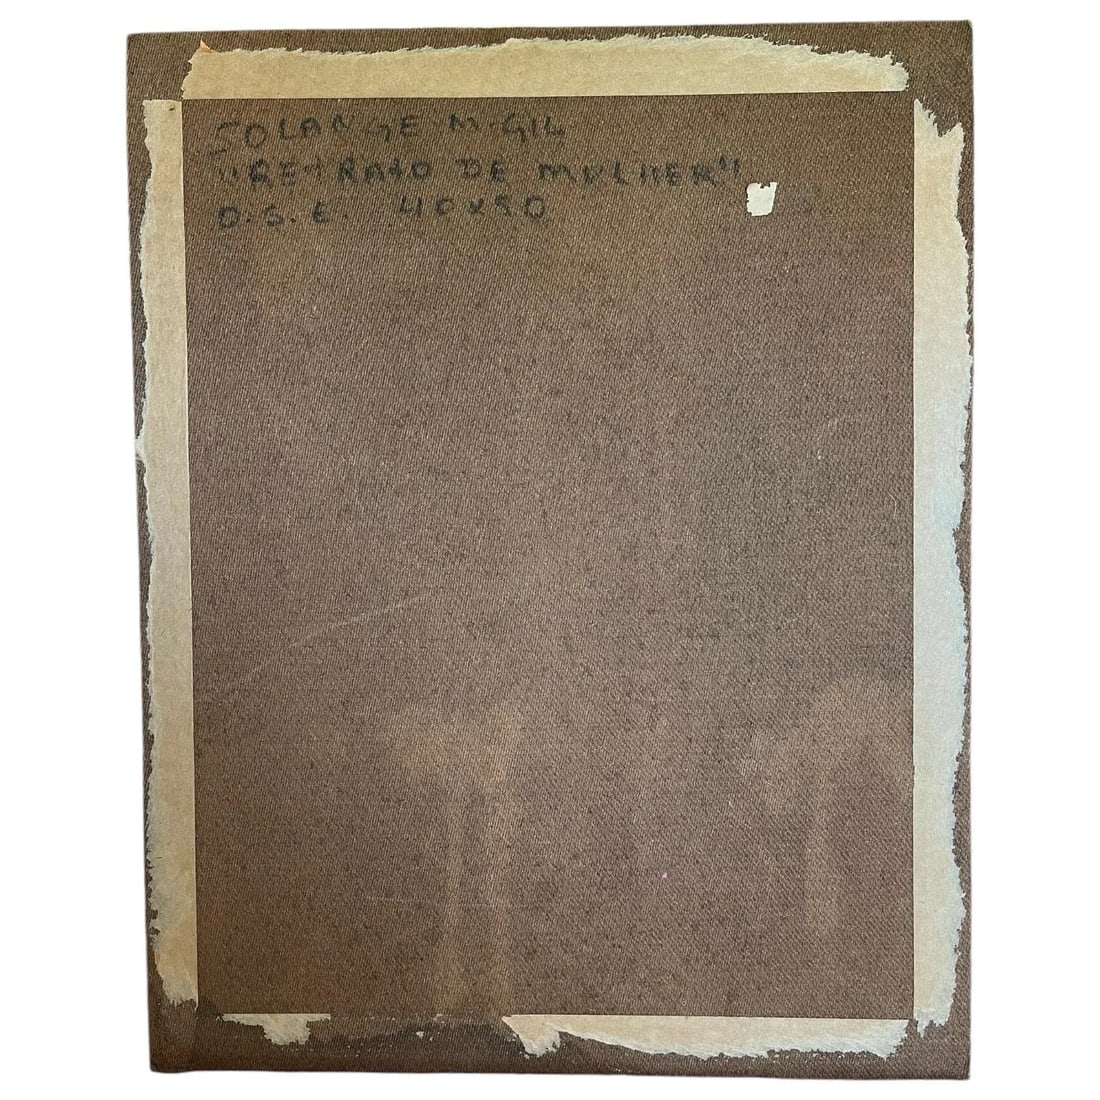 SOLANGE M.GIL
"RETRATO DE MULHER"
O.S.E. 40x50